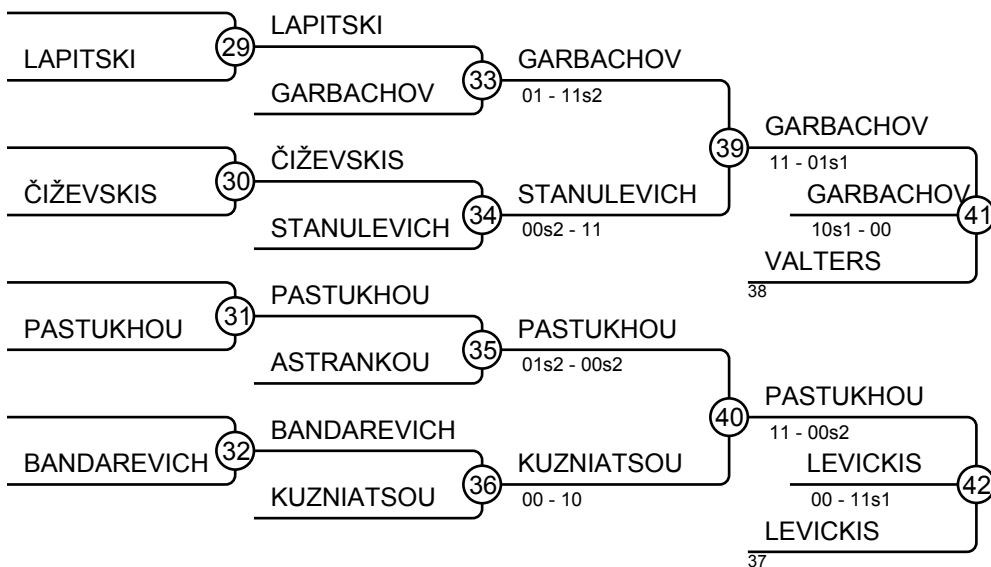 LAPITSKI
29
LAPITSKI
GARBACHOV
33
GARBACHOV
01 - 11s2
ČIŽEVSKIS
30
ČIŽEVSKIS
STANULEVICH
34
STANULEVICH
00s2 - 11
39
GARBACHOV
11 - 01s1
GARBACHOV
10s1 - 00
41
VALTERS
38
PASTUKHOU
31
PASTUKHOU
ASTRANKOU
35
PASTUKHOU
01s2 - 00s2
BANDAREVICH
32
BANDAREVICH
KUZNIATSOU
36
KUZNIATSOU
00 - 10
40
PASTUKHOU
11 - 00s2
LEVICKIS
00 - 11s1
42
LEVICKIS
37